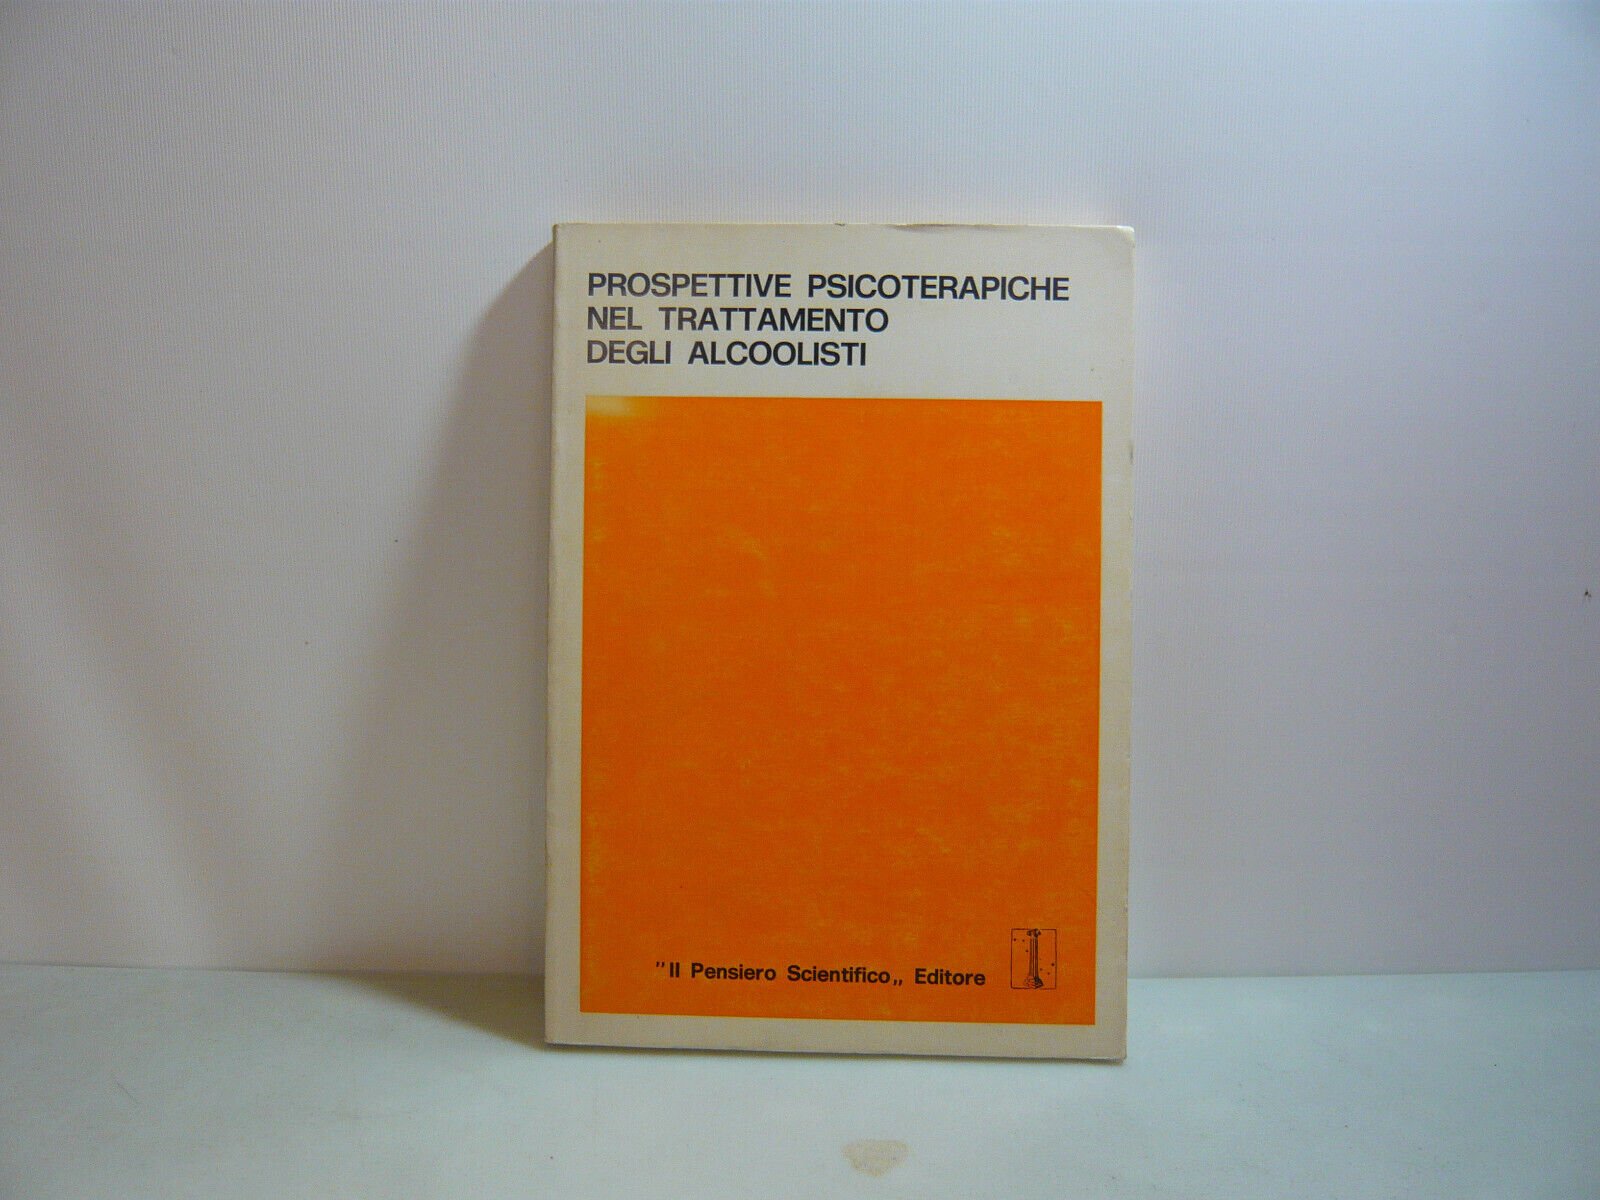 PROSPETTIVE PSICOTERAPICHE
NEL TRATTAMENTO
DEGLI ALCOOLISTI
"Il Pensiero Scientifico„ Editore